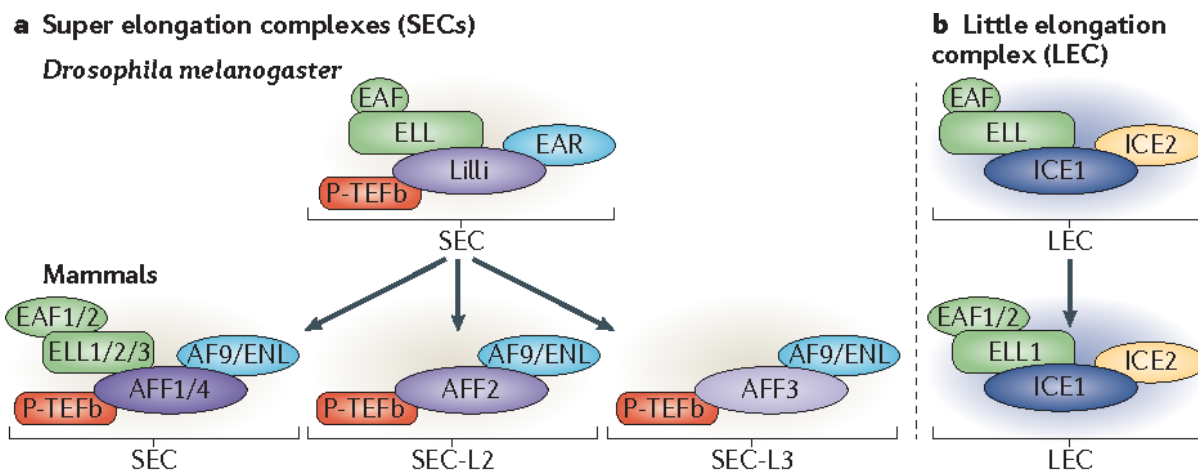 a Super elongation complexes (SECs)
Drosophila melanogaster
EAF
ELL
EAR
Lilli
P-TEFb
SEC
Mammals
EAF1/2
ELL1/2/3
AF9/ENL
AFF1/4
P-TEFb
SEC
AF9/ENL
AFF2
P-TEFb
SEC-L2
AF9/ENL
AFF3
P-TEFb
SEC-L3
b Little elongation
complex (LEC)
EAF
ELL
ICE2
ICE1
LEC
EAF1/2
ELL1
ICE2
ICE1
LEC